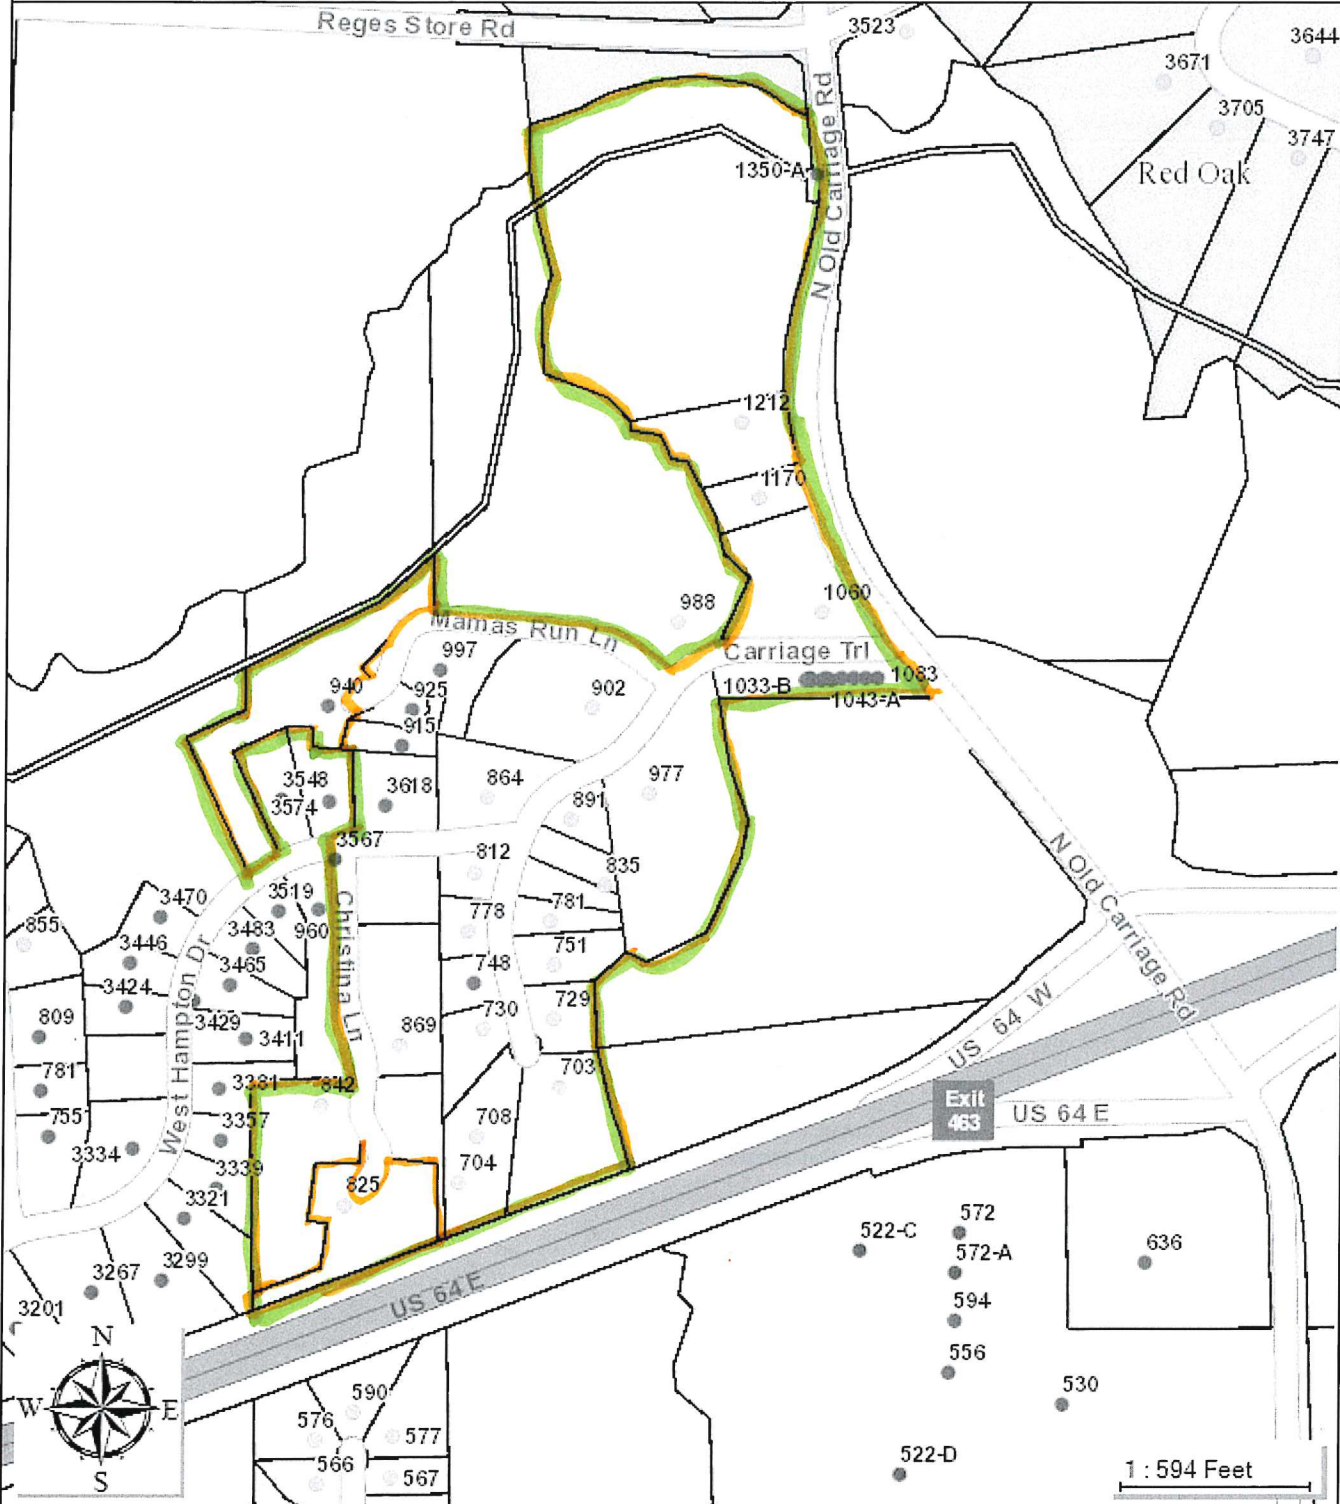 Reges Store Rd
3523
3644
3671
3705
3747
Red Oak
N Old Carriage Rd
1350-A
1212
1170
1060
988
Mamas Run Ln
Carriage Trl
997
1033-B
1083
1043-A
940
925
902
915
3548
3574
3618
864
977
891
3567
812
835
3470
3519
778
781
855
3446
3483
960
Christina Ln
751
N Old Carriage Rd
3465
748
3424
West Hampton Dr
729
809
3429
730
869
US 64 W
3411
703
781
3381
842
Exit
463
US 64 E
755
3357
708
3334
3339
704
825
3321
572
522-C
636
3299
572-A
3267
US 64 E
594
3201
N
W
E
S
556
590
530
576
577
566
567
522-D
1 : 594 Feet